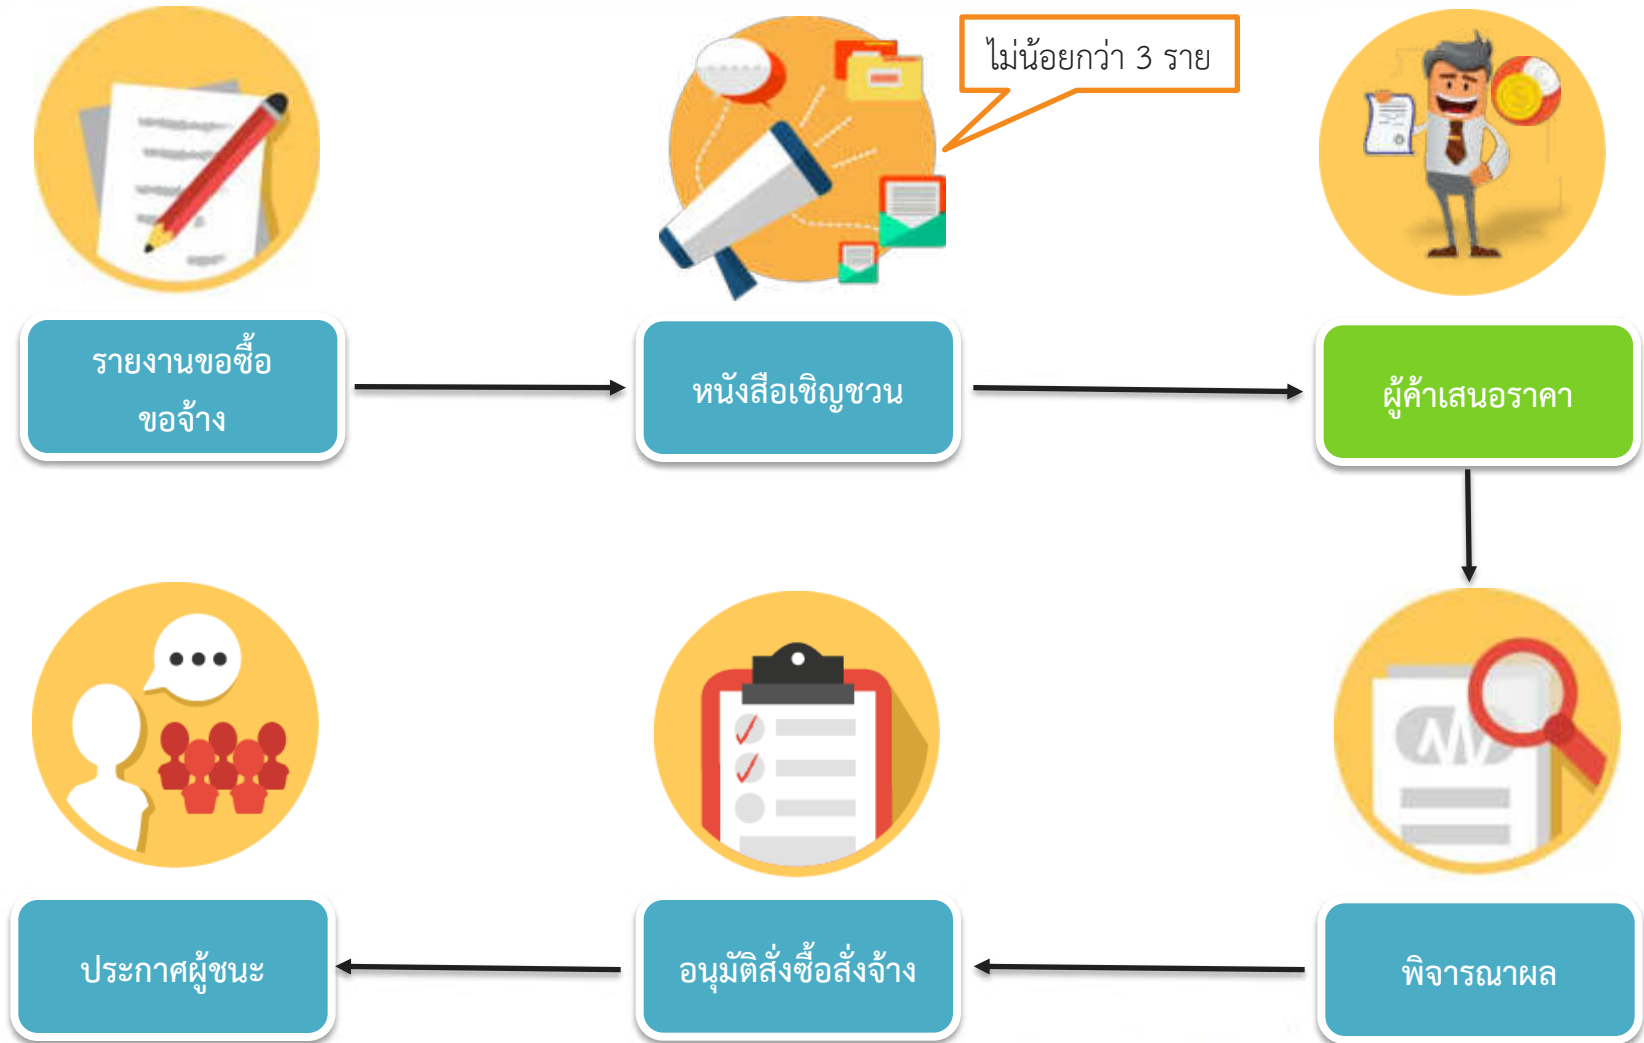 ไม่น้อยกว่า 3 ราย
รายงานขอซื้อ
ขอจ้าง
หนังสือเชิญชวน
ผู้ค้าเสนอราคา
พิจารณาผล
อนุมัติสั่งซื้อสั่งจ้าง
ประกาศผู้ชนะ